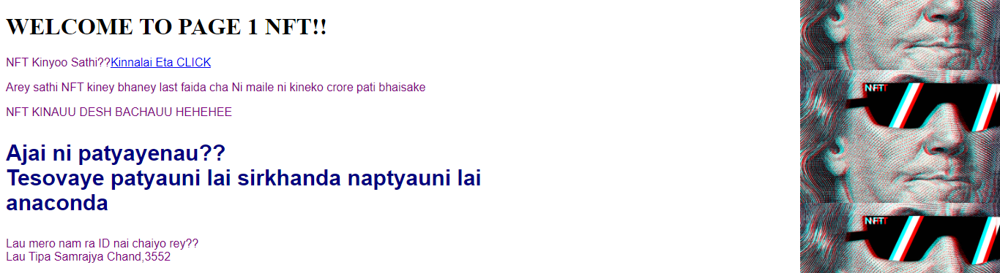 WELCOME TO PAGE 1 NFT!!
NFT Kinyoo Sathi??Kinnalai Eta CLICK
Arey sathi NFT kiney bhaney last faida cha Ni maile ni kineko crore pati bhaisake
NFT KINAUU DESH BACHAUU HEHEHEE
Ajai ni patyayenau??
Tesovaye patyauni lai sirkhanda naptyauni lai
anaconda
Lau mero nam ra ID nai chaiyo rey??
Lau Tipa Samrajya Chand,3552
NFT
NFT